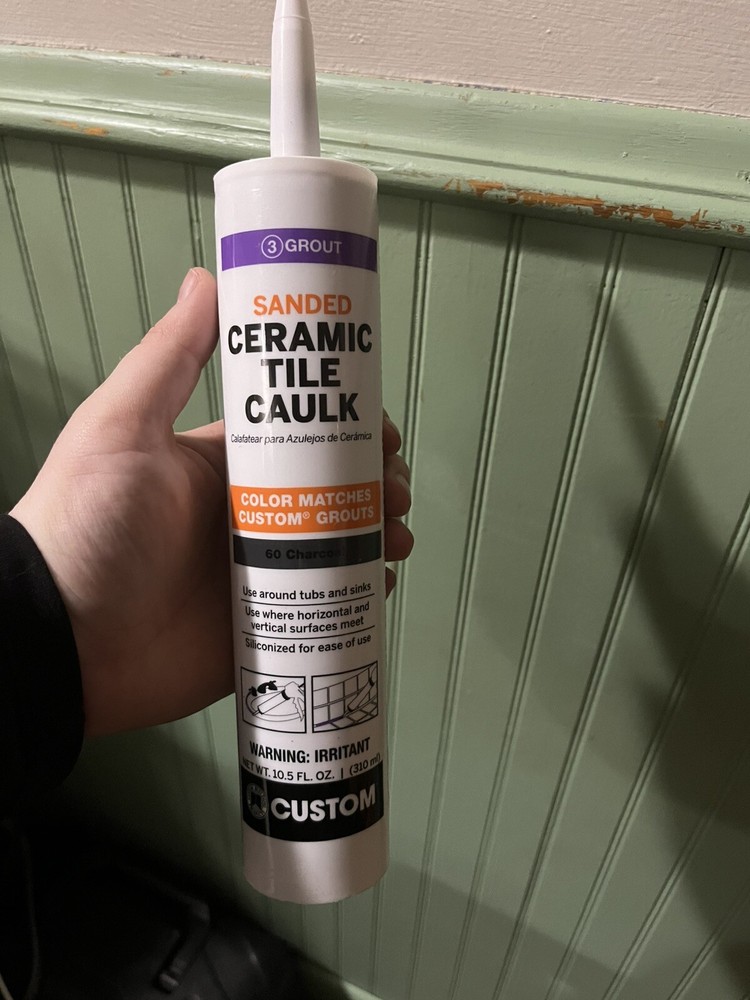 3 GROUT
SANDED
CERAMIC
TILE
CAULK
Calafatear para Azulejos de Cerámica
COLOR MATCHES
CUSTOM® GROUTS
60
Use around tubs and sinks
Use where horizontal and
vertical surfaces meet
Siliconized for ease of use
WARNING: IRRITANT
NET WT. 10.5 FL. OZ. | (310 ml)
CUSTOM